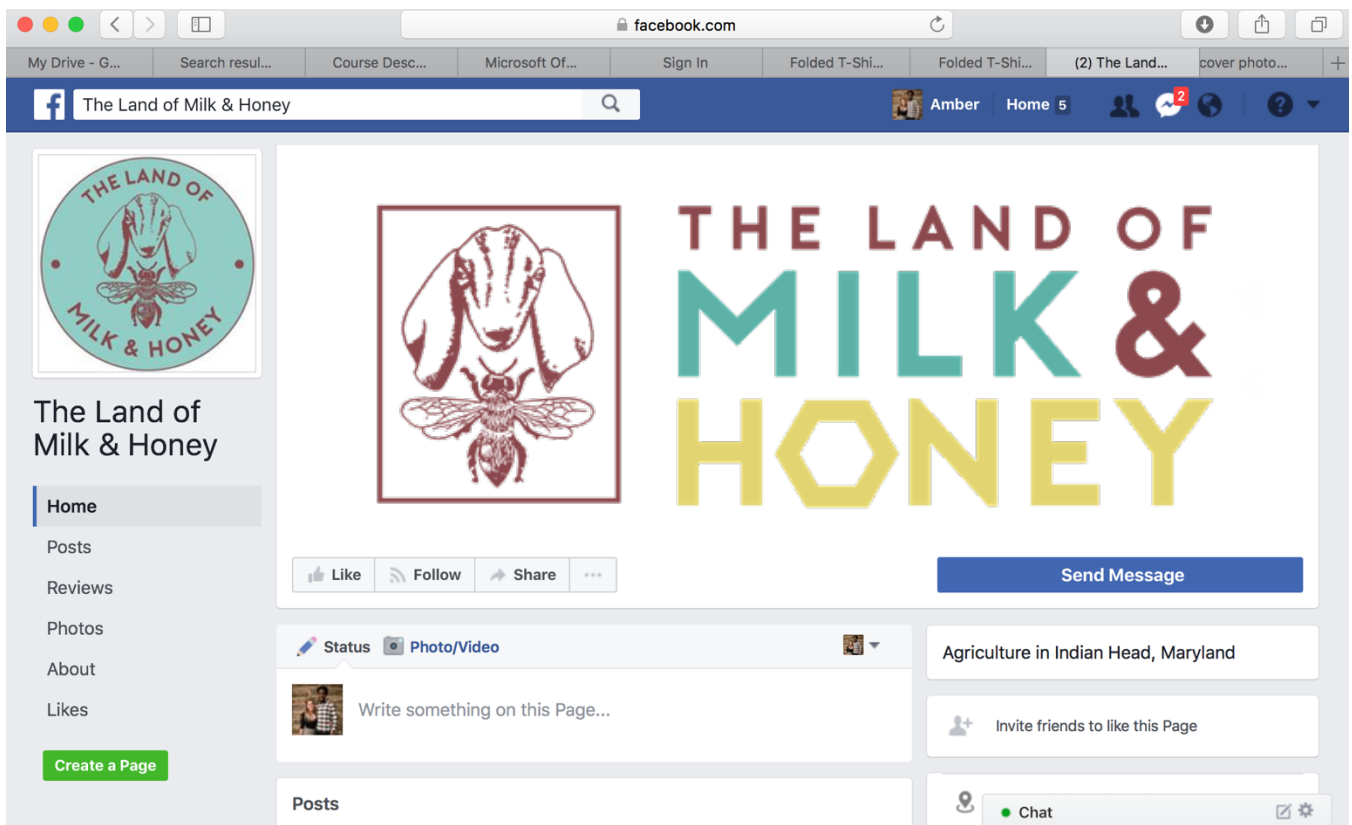 facebook.com
My Drive - G...
Search resul...
Course Desc...
Microsoft Of...
Sign In
Folded T-Shi...
Folded T-Shi...
(2) The Land...
cover photo...
The Land of Milk & Honey
Amber
Home 5
2
THE LAND OF
MILK & HONEY
THE LAND OF
MILK &
HONEY
The Land of
Milk & Honey
Home
Posts
Reviews
Photos
About
Likes
Create a Page
Like
Follow
Share
Send Message
Status
Photo/Video
Write something on this Page...
Posts
Agriculture in Indian Head, Maryland
Invite friends to like this Page
Chat